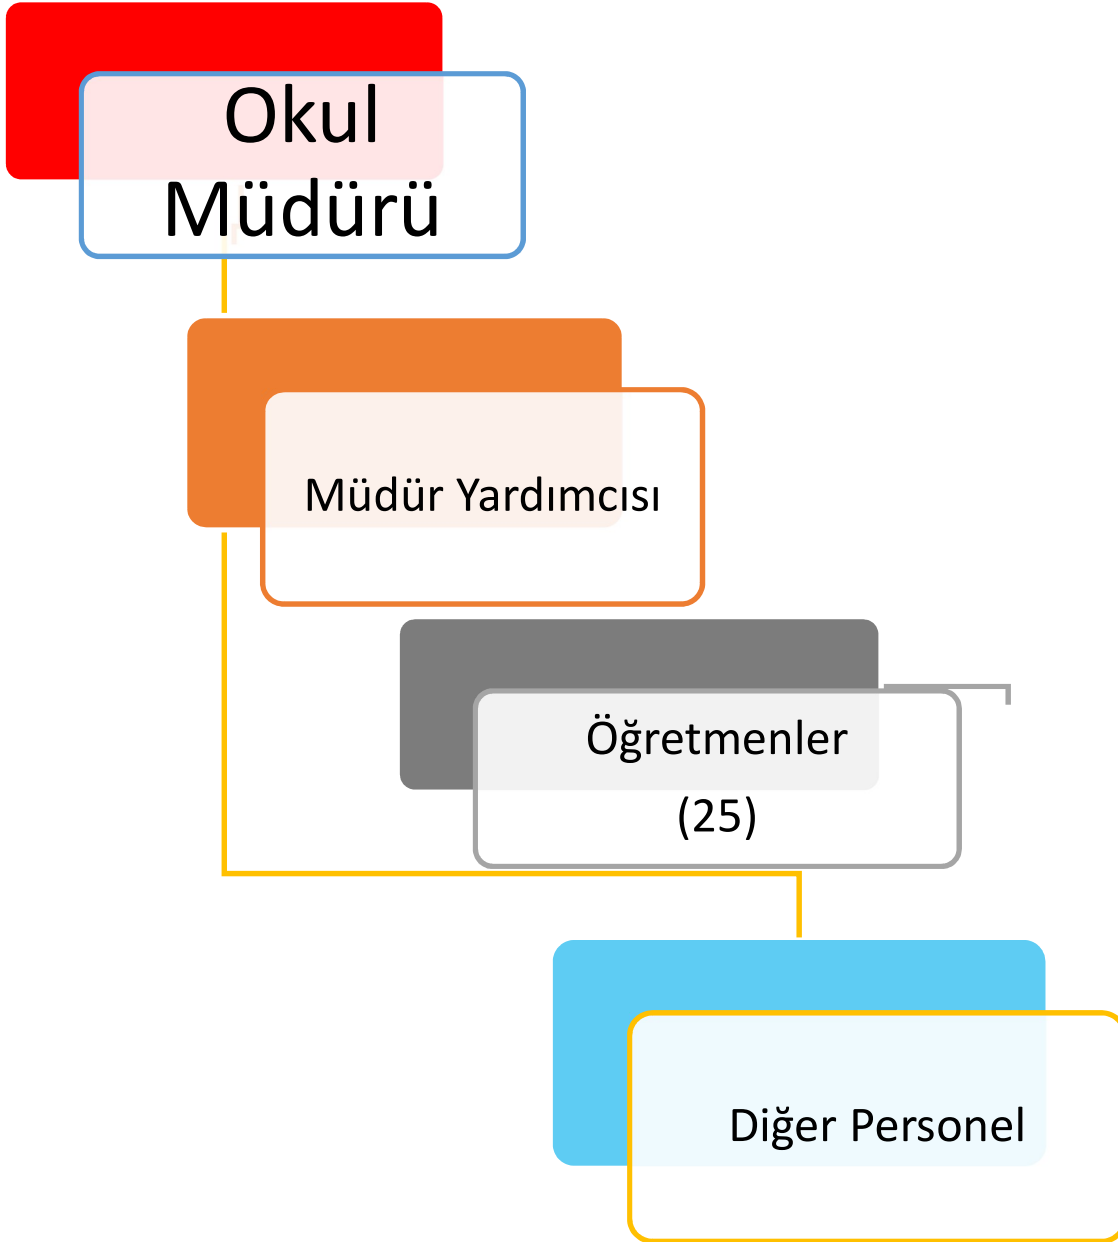 Okul
Müdürü
Müdür Yardımcısı
Öğretmenler
(25)
Diğer Personel